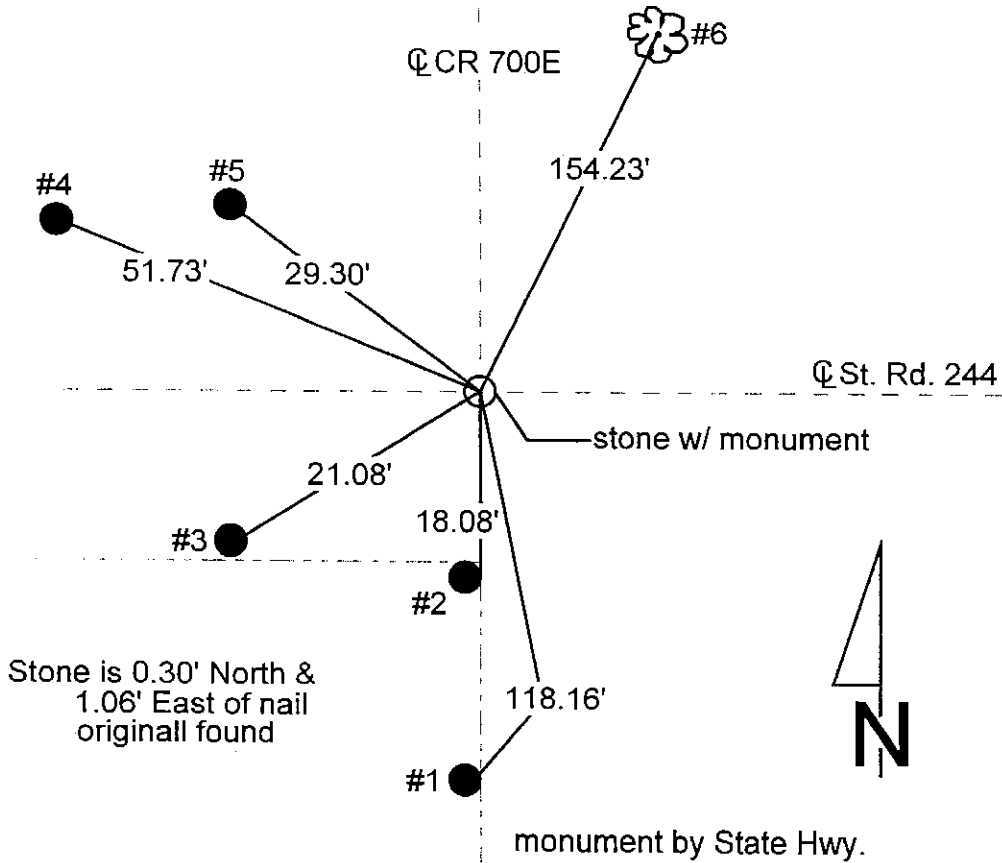 #6
℄ CR 700E
154.23'
#4
#5
51.73'
29.30'
℄ St. Rd. 244
stone w/ monument
21.08'
18.08'
#3
#2
Stone is 0.30' North &
1.06' East of nail
originall found
118.16'
N
#1
monument by State Hwy.